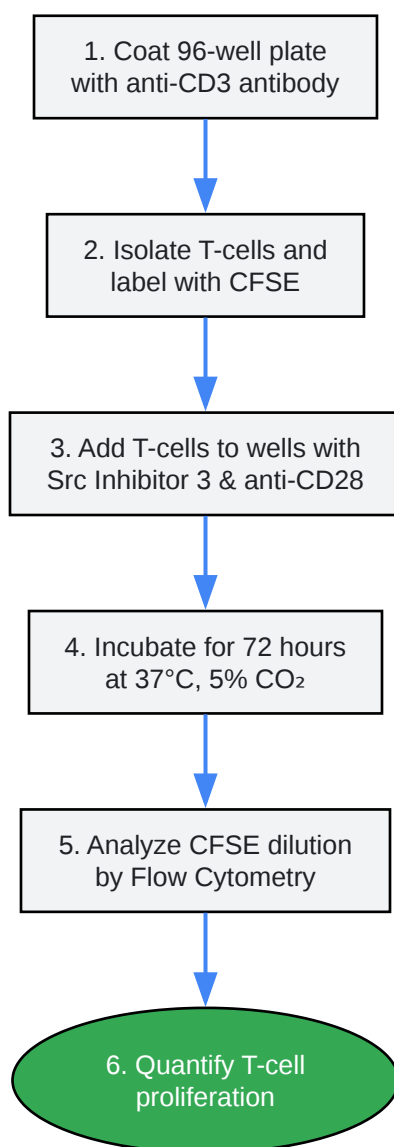 1. Coat 96-well plate
with anti-CD3 antibody
2. Isolate T-cells and
label with CFSE
3. Add T-cells to wells with
Src Inhibitor 3 & anti-CD28
4. Incubate for 72 hours
at 37°C, 5% CO₂
5. Analyze CFSE dilution
by Flow Cytometry
6. Quantify T-cell
proliferation